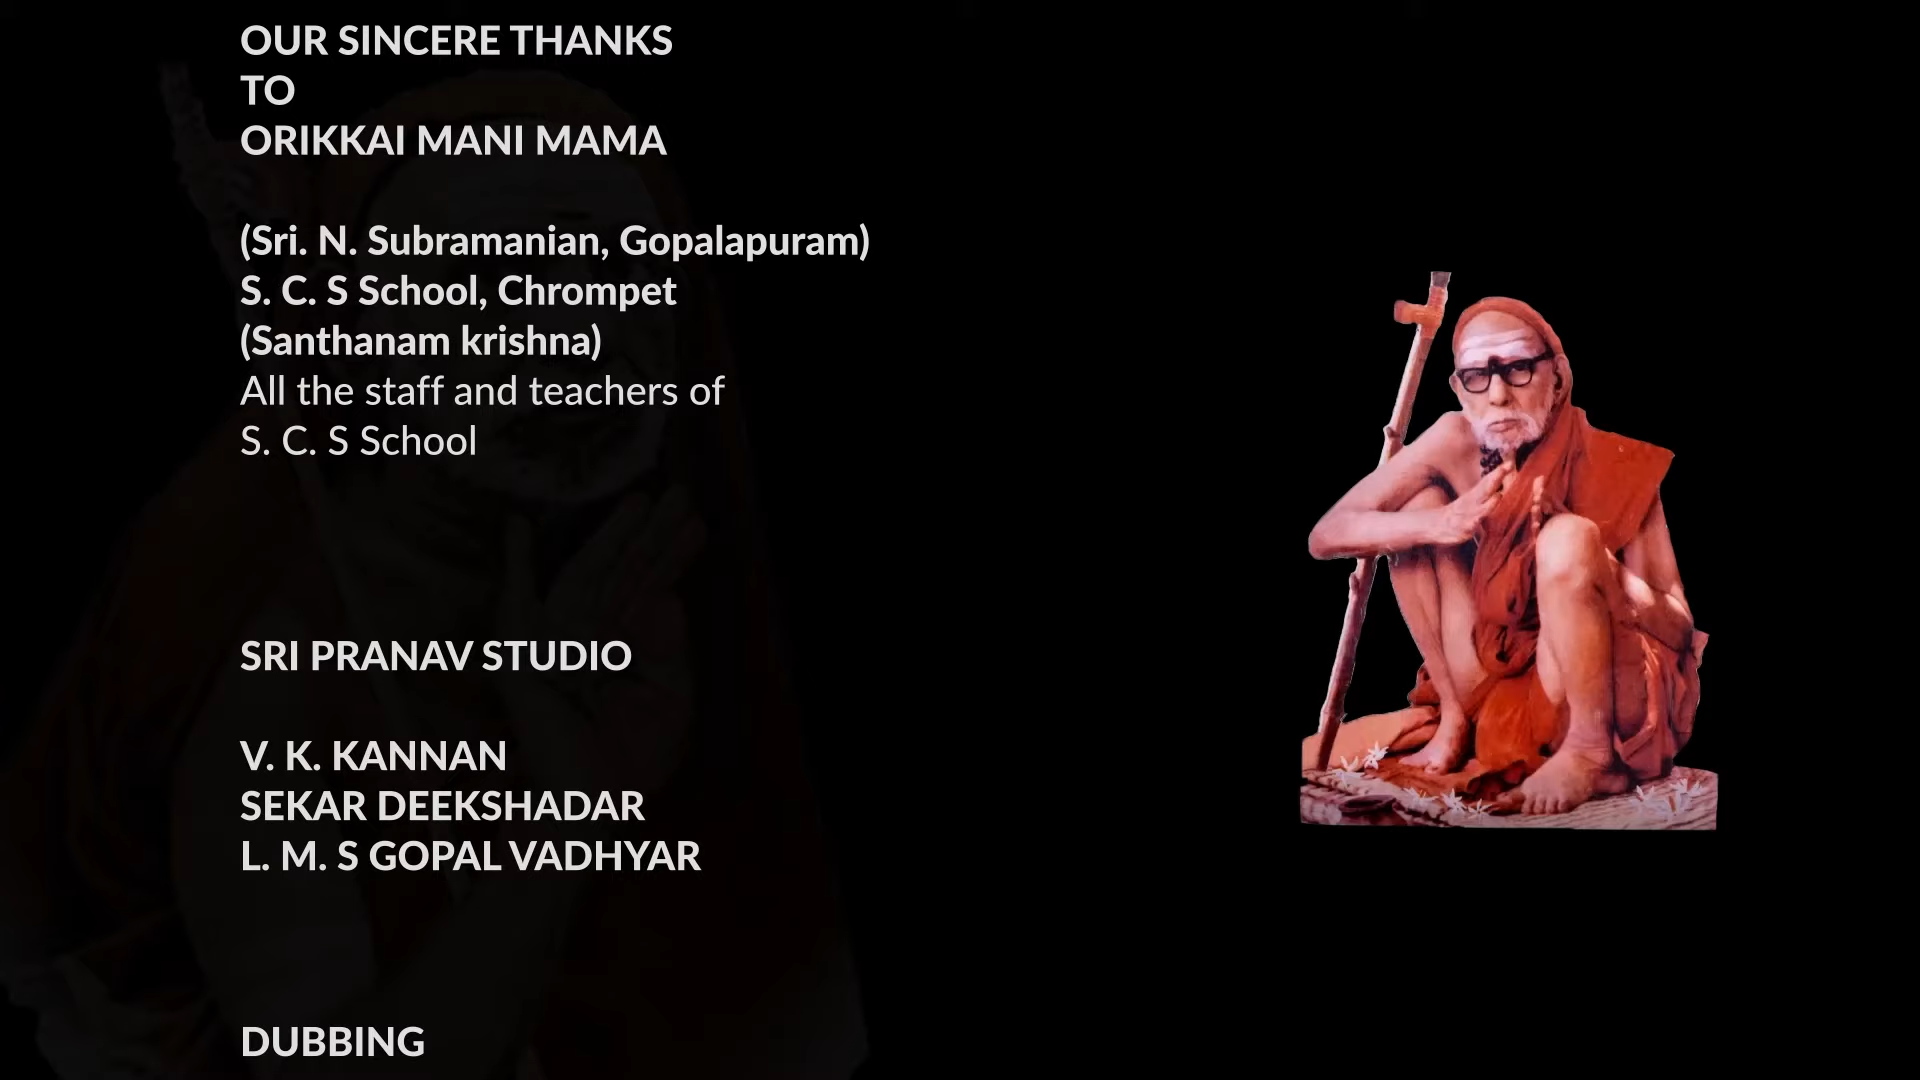 OUR SINCERE THANKS
TO
ORIKKAI MANI MAMA
(Sri. N. Subramanian, Gopalapuram)
S. C. S School, Chrompet
(Santhanam krishna)
All the staff and teachers of
S. C. S School
SRI PRANAV STUDIO
V. K. KANNAN
SEKAR DEEKSHADAR
L. M. S GOPAL VADHYAR
DUBBING